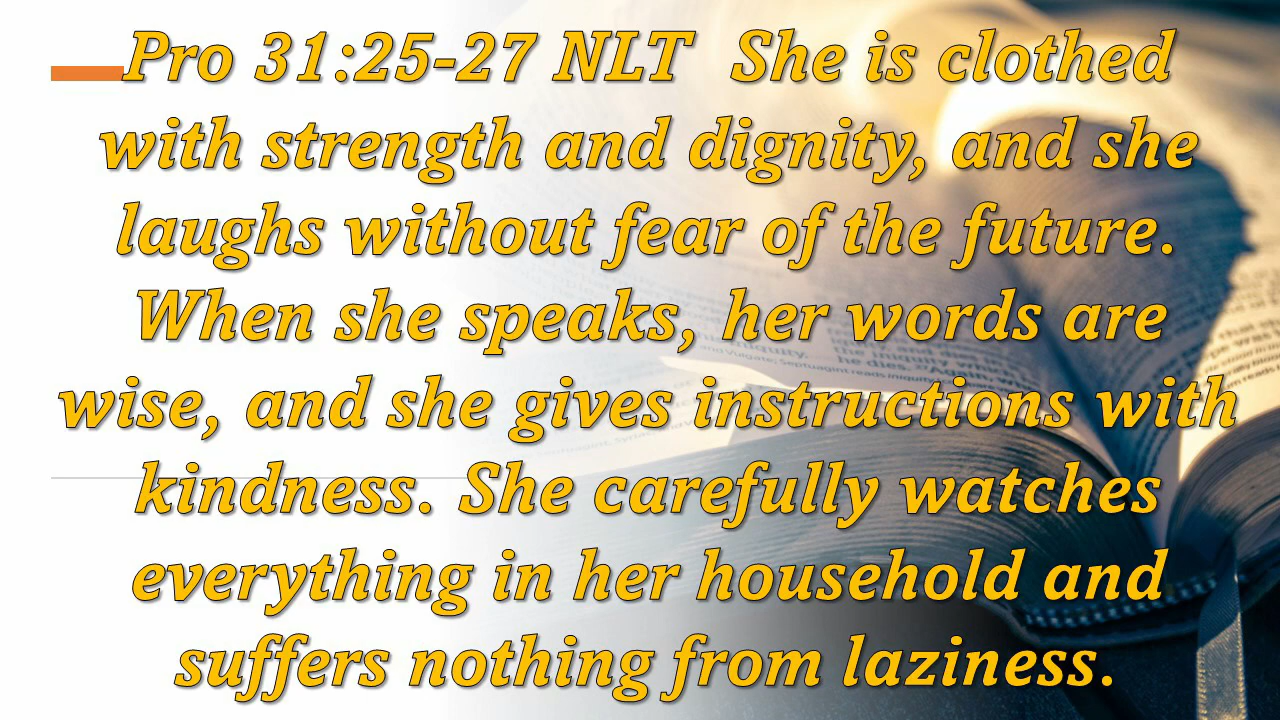 Pro 31:25-27 NLT  She is clothed
with strength and dignity, and she
laughs without fear of the future.
When she speaks, her words are
wise, and she gives instructions with
kindness. She carefully watches
everything in her household and
suffers nothing from laziness.